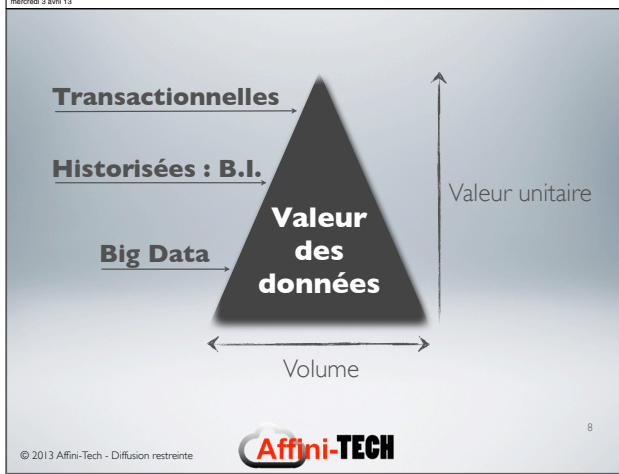 mercredi 3 avril 13
Transactionnelles
Historisées : B.I.
Big Data
Valeur
des
données
Valeur unitaire
Volume
8
© 2013 Affini-Tech - Diffusion restreinte
Affini-TECH